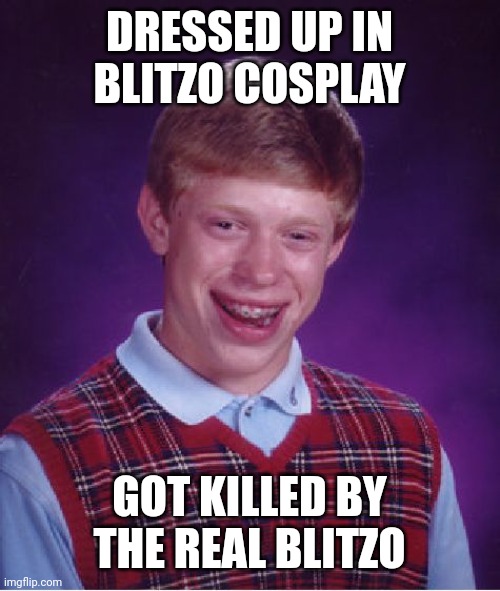 DRESSED UP IN
BLITZO COSPLAY
GOT KILLED BY
THE REAL BLITZO
imgflip.com